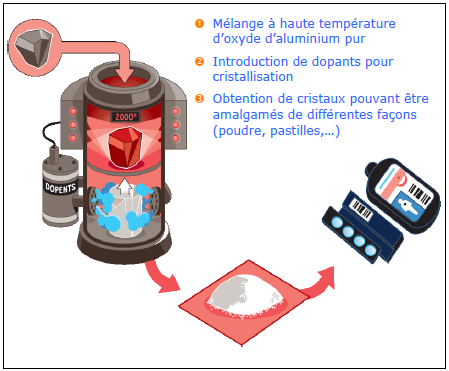 ❶ Mélange à haute température
d'oxyde d'aluminium pur
❷ Introduction de dopants pour
cristallisation
❸ Obtention de cristaux pouvant être
amalgamés de différentes façons
(poudre, pastilles,...)
2000°
DOPENTS